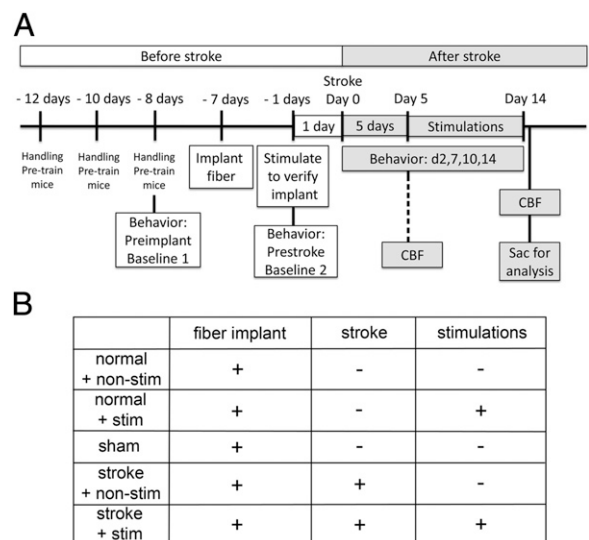 A
Before stroke
After stroke
Stroke
- 12 days
- 10 days
- 8 days
- 7 days
- 1 days
Day 0
Day 5
Day 14
1 day
5 days
Stimulations
Handling
Pre-train
mice
Handling
Pre-train
mice
Handling
Pre-train
mice
Implant
fiber
Stimulate
to verify
implant
Behavior: d2,7,10,14
Behavior:
Preimplant
Baseline 1
Behavior:
Prestroke
Baseline 2
CBF
CBF
Sac for
analysis
B
fiber implant
stroke
stimulations
normal
+ non-stim
+
-
-
normal
+ stim
+
-
+
sham
+
-
-
stroke
+ non-stim
+
+
-
stroke
+ stim
+
+
+